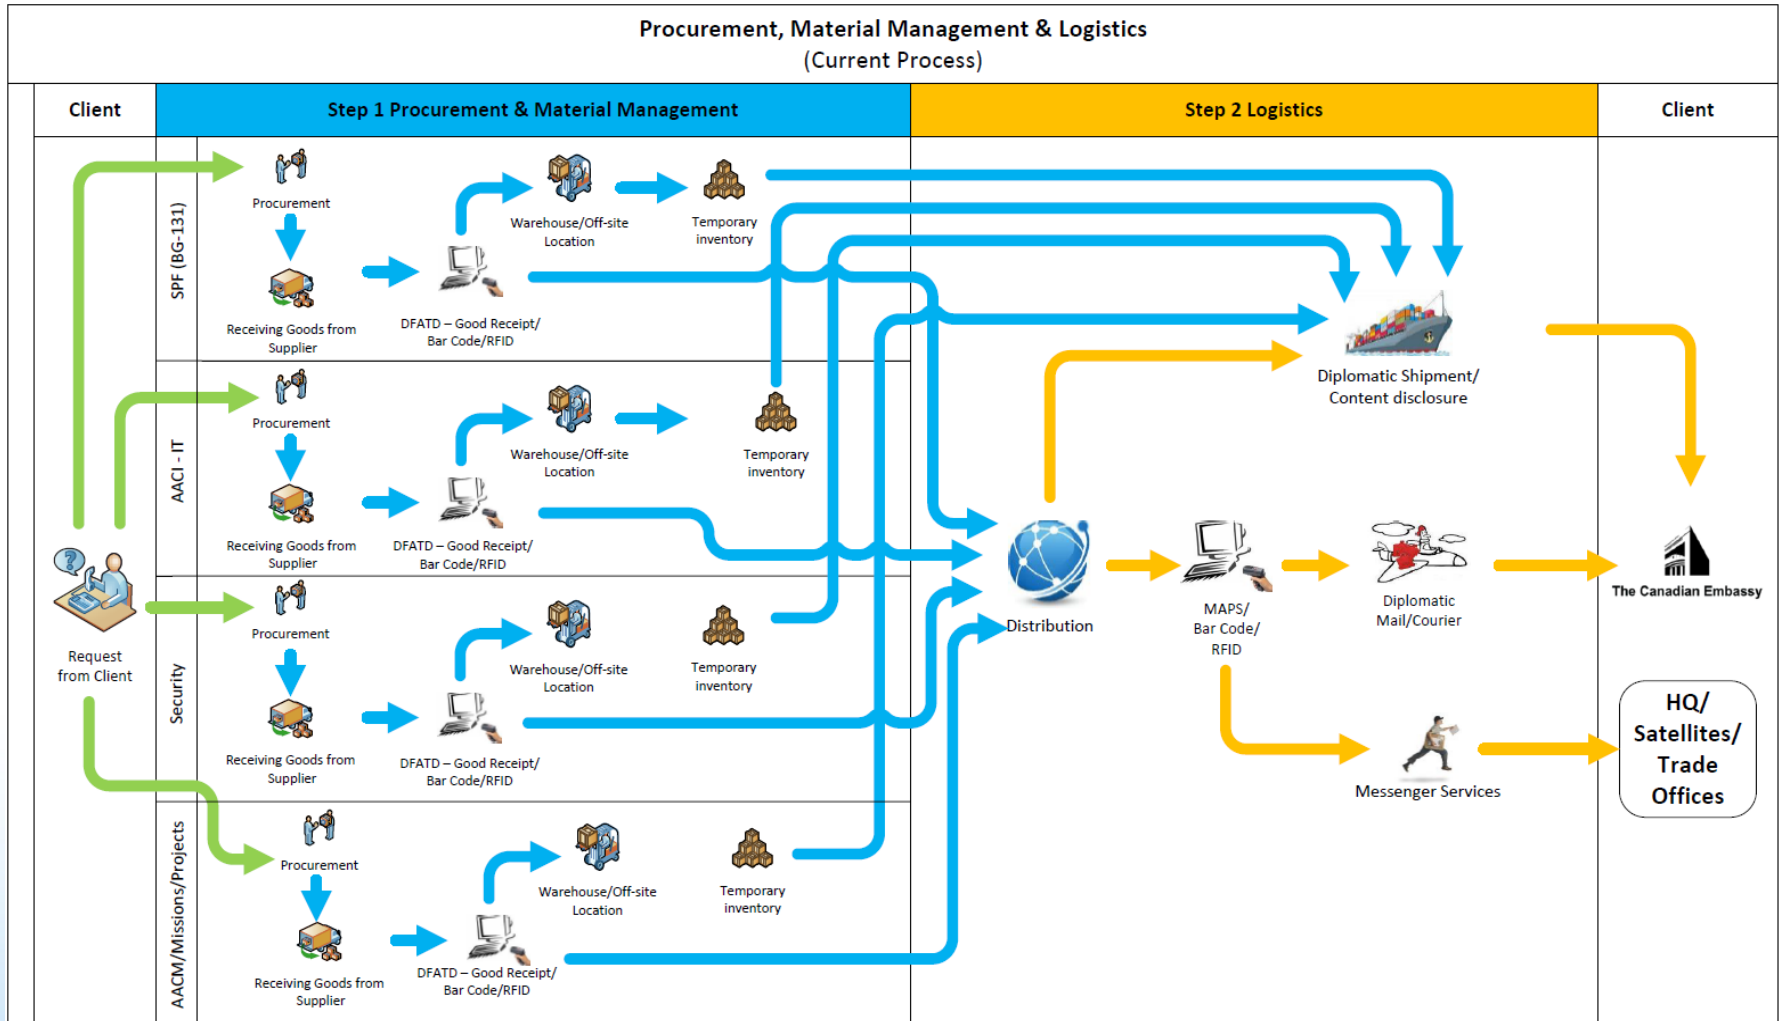 Procurement, Material Management & Logistics
(Current Process)
Client
Step 1 Procurement & Material Management
Step 2 Logistics
Client
Request
from Client
SPF (BG-131)
Procurement
Receiving Goods from
Supplier
DFATD – Good Receipt/
Bar Code/RFID
Warehouse/Off-site
Location
Temporary
inventory
AACI - IT
Procurement
Receiving Goods from
Supplier
DFATD – Good Receipt/
Bar Code/RFID
Warehouse/Off-site
Location
Temporary
inventory
Security
Procurement
Receiving Goods from
Supplier
DFATD – Good Receipt/
Bar Code/RFID
Warehouse/Off-site
Location
Temporary
inventory
AACM/Missions/Projects
Procurement
Receiving Goods from
Supplier
DFATD – Good Receipt/
Bar Code/RFID
Warehouse/Off-site
Location
Temporary
inventory
Diplomatic Shipment/
Content disclosure
Distribution
MAPS/
Bar Code/
RFID
Diplomatic
Mail/Courier
Messenger Services
The Canadian Embassy
HQ/
Satellites/
Trade
Offices